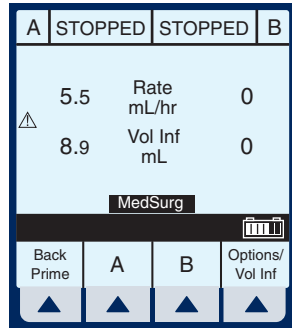 A STOPPED STOPPED B
5.5 Rate mL/hr 0
8.9 Vol Inf mL 0
MedSurg
Back Prime A B Options/ Vol Inf